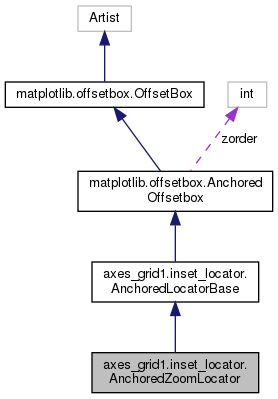 Artist
matplotlib.offsetbox.OffsetBox
int
zorder
matplotlib.offsetbox.Anchored
Offsetbox
axes_grid1.inset_locator.
AnchoredLocatorBase
axes_grid1.inset_locator.
AnchoredZoomLocator